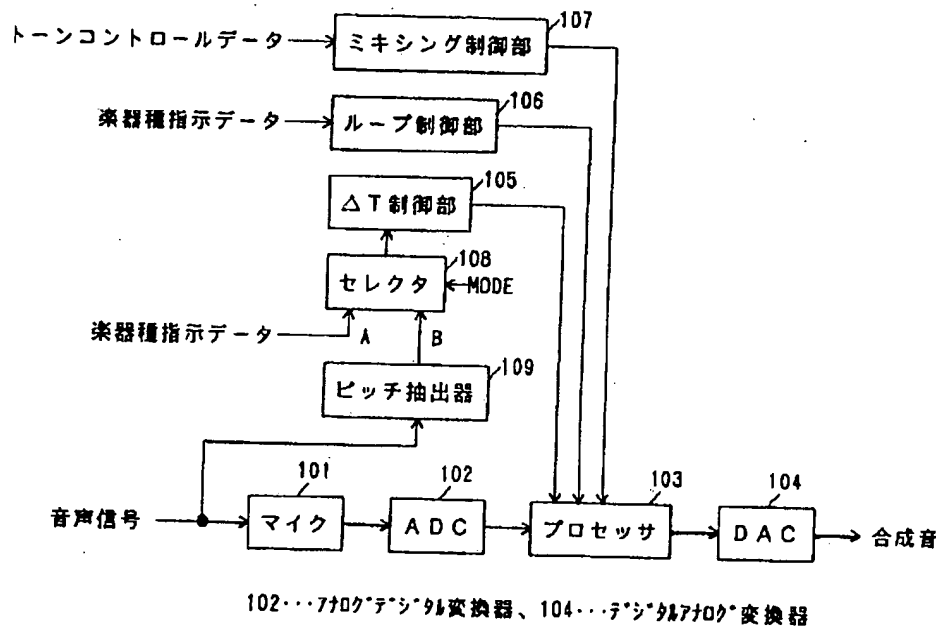 107
トーンコントロールデータ
ミキシング制御部
106
楽器種指示データ
ループ制御部
105
△T制御部
108
セレクタ
MODE
楽器種指示データ
A
B
109
ピッチ抽出器
101
102
103
104
音声信号
マイク
ADC
プロセッサ
DAC
合成音
102・・・アナログデジタル変換器、104・・・デジタルアナログ変換器